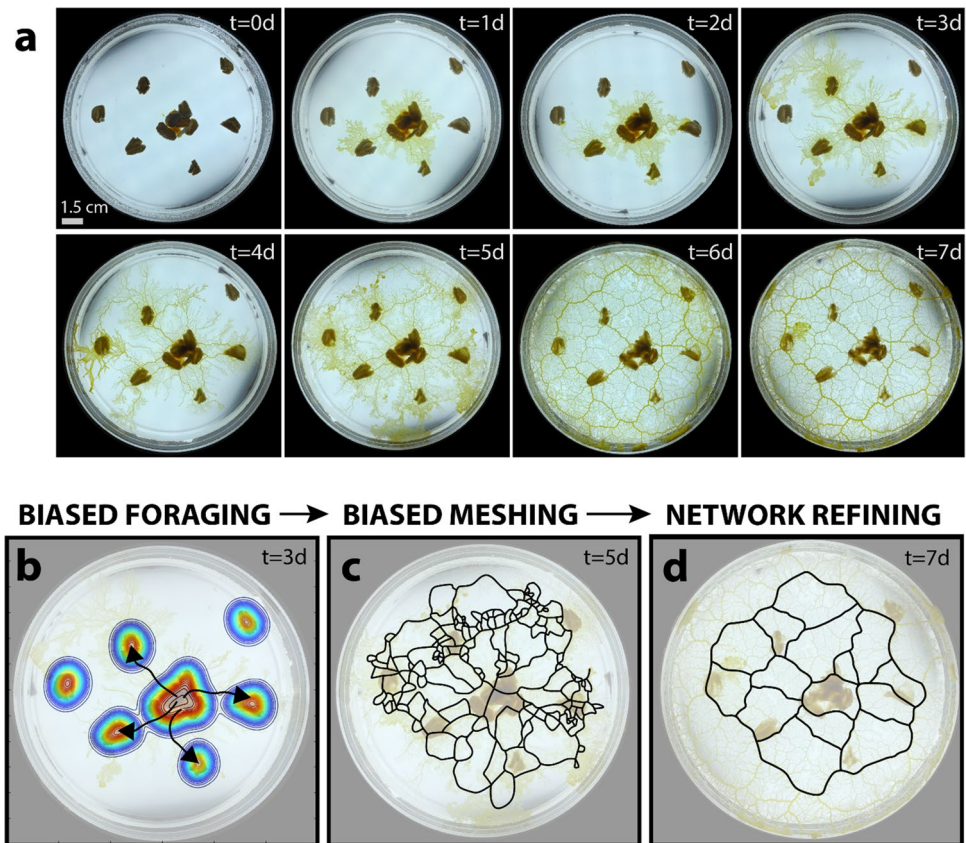 a
t=0d
t=1d
t=2d
t=3d
1.5 cm
t=4d
t=5d
t=6d
t=7d
BIASED FORAGING → BIASED MESHING → NETWORK REFINING
b
t=3d
c
t=5d
d
t=7d